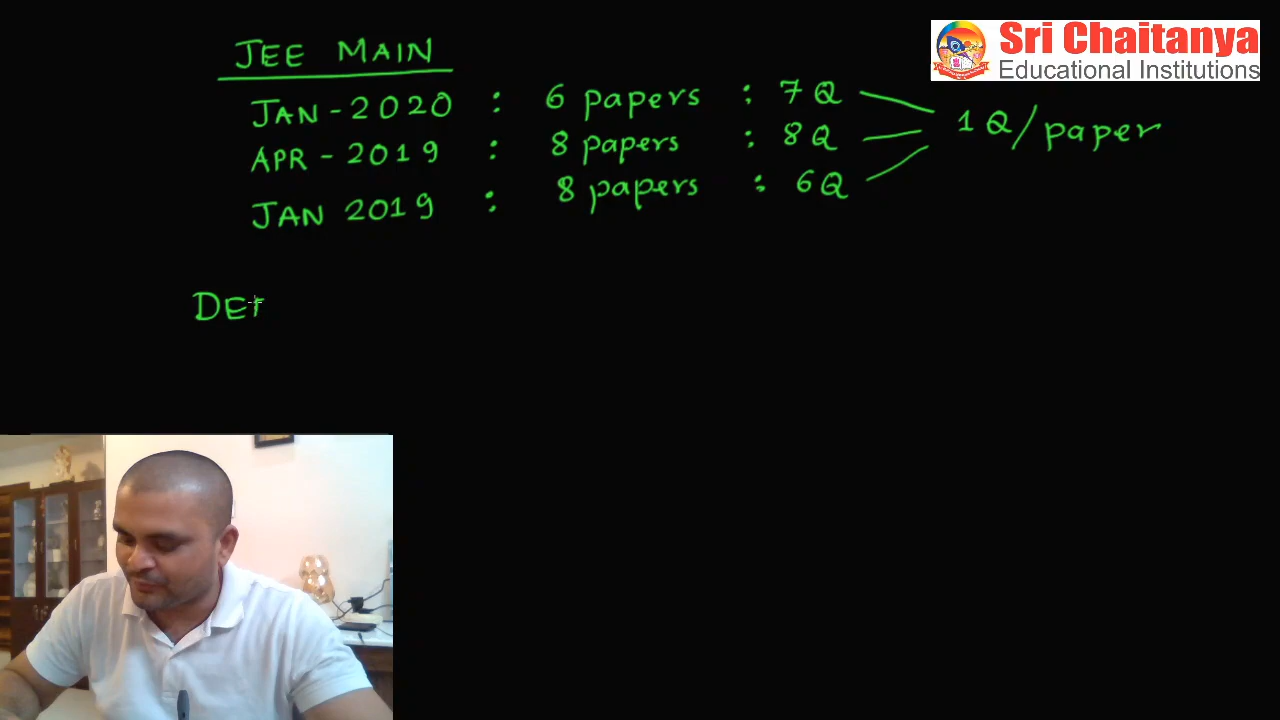 JEE MAIN
JAN-2020 : 6 papers : 7Q
APR-2019 : 8 papers : 8Q
JAN 2019 : 8 papers : 6Q
1Q/paper
Sri Chaitanya
Educational Institutions